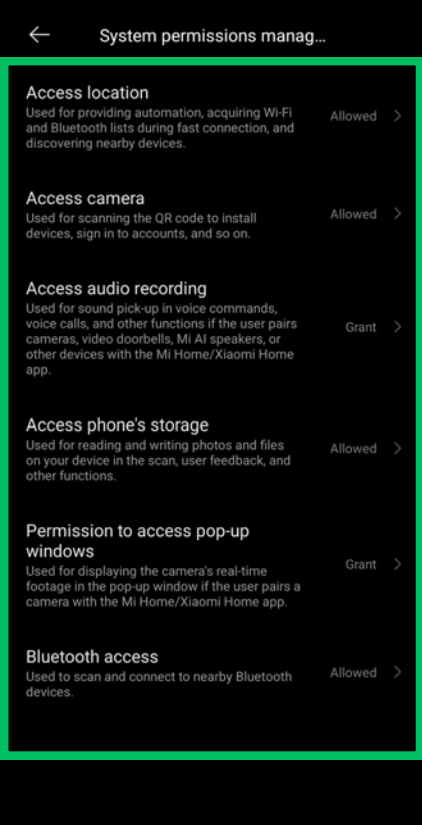 System permissions manag...
Access location
Used for providing automation, acquiring Wi-Fi
and Bluetooth lists during fast connection, and
discovering nearby devices.
Allowed
Access camera
Used for scanning the QR code to install
devices, sign in to accounts, and so on.
Allowed
Access audio recording
Used for sound pick-up in voice commands,
voice calls, and other functions if the user pairs
cameras, video doorbells, Mi AI speakers, or
other devices with the Mi Home/Xiaomi Home
app.
Grant
Access phone's storage
Used for reading and writing photos and files
on your device in the scan, user feedback, and
other functions.
Allowed
Permission to access pop-up
windows
Used for displaying the camera's real-time
footage in the pop-up window if the user pairs a
camera with the Mi Home/Xiaomi Home app.
Grant
Bluetooth access
Used to scan and connect to nearby Bluetooth
devices.
Allowed